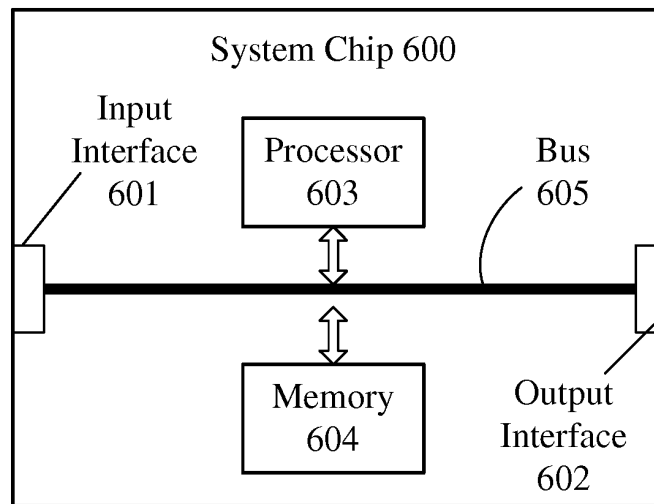 System Chip 600
Input
Interface
601
Processor
603
Bus
605
Memory
604
Output
Interface
602